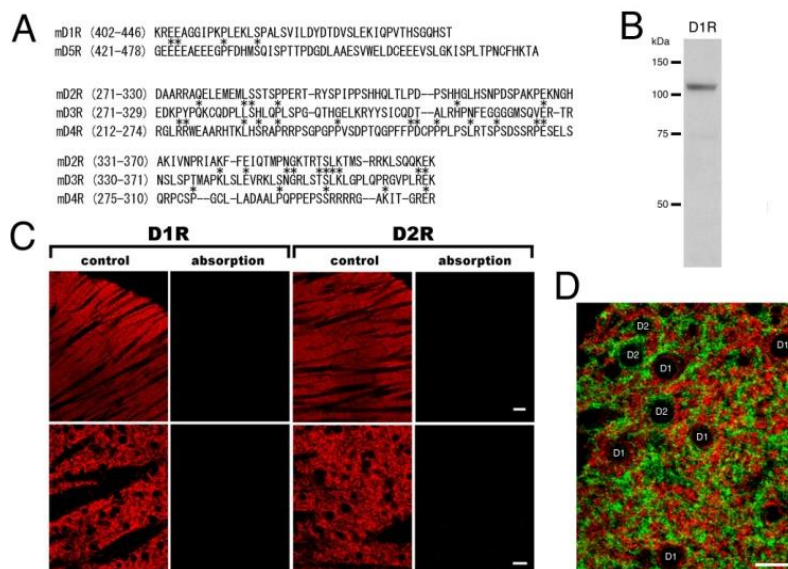 A
mD1R (402-446) KREEAGGIPKPLEKLSPALSVILDYDTDVSLEKIQPVTHSGQHST
** * *
mD5R (421-478) GEEEEAEEEGPFDHMSQISPTTPDGDLAAESVWELDCEEEVSLGKISPLTPNCFHKTA
mD2R (271-330) DAARRAQELEMEMLSSTSPPERT-RYSPIPPSHHQLTLPD--PSHHGLHSNPDSPAKPEKNGH
mD3R (271-329) EDKPYPQKCQDPLLSHLQPLSPG-QTHGELKRYYSICQDT-ALRHPNFEGGGGMSQVER-TR
mD4R (212-274) RGLRRWEAARHTKLHSRAPRRPSGPGPPVSDPTQGPFFPDCPPPLPSLRTSPSDSSRPESELS
mD2R (331-370) AKIVNPRIAKF-FEIQTMPNGKTRTSLKTMS-RRKLSQQKEK
mD3R (330-371) NSLSPTMAPKLSLEVRKLSNGRLSTSLKLGPLQPRGVPLREK
mD4R (275-310) QRPCSP--GCL-LADAALPQPPEPSSRRRRG-AKIT-GRER
B
D1R
kDa
150
100
75
50
C
D1R D2R
control absorption control absorption
D
D2
D2
D1
D1
D2
D1
D1
D1